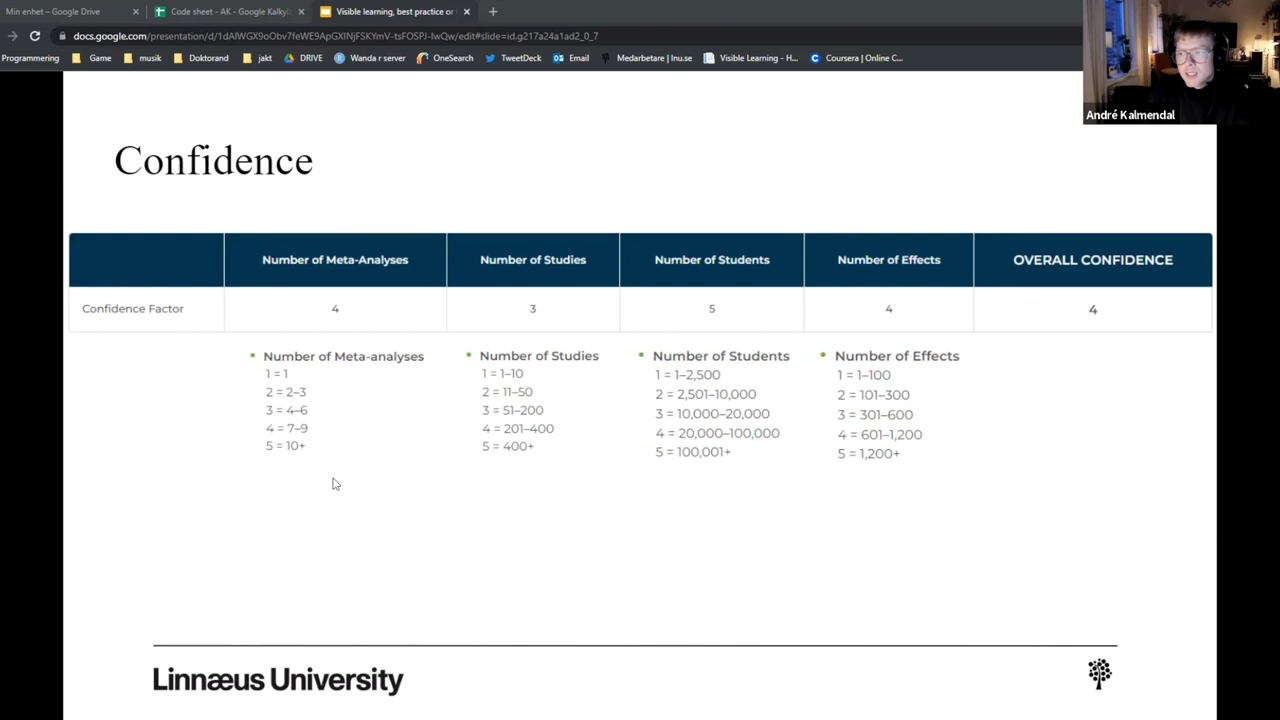 Min enhet – Google Drive
Code sheet - AK - Google Kalkyl
Visible learning, best practice or
docs.google.com/presentation/d/1dAIWGX9oObv7feWE9ApGXINjFSKYmV-tsFOSPJ-IwQw/edit#slide=id.g217a24a1ad2_0_7
Programmering Game musik Doktorand jakt DRIVE Wanda r server OneSearch TweetDeck Email Medarbetare | lnu.se Visible Learning - H... Coursera | Online C...
André Kalmendal
Confidence
Number of Meta-Analyses Number of Studies Number of Students Number of Effects OVERALL CONFIDENCE
Confidence Factor 4 3 5 4 4
• Number of Meta-analyses
1 = 1
2 = 2–3
3 = 4–6
4 = 7–9
5 = 10+
• Number of Studies
1 = 1–10
2 = 11–50
3 = 51–200
4 = 201–400
5 = 400+
• Number of Students
1 = 1–2,500
2 = 2,501–10,000
3 = 10,000–20,000
4 = 20,000–100,000
5 = 100,001+
• Number of Effects
1 = 1–100
2 = 101–300
3 = 301–600
4 = 601–1,200
5 = 1,200+
Linnæus University